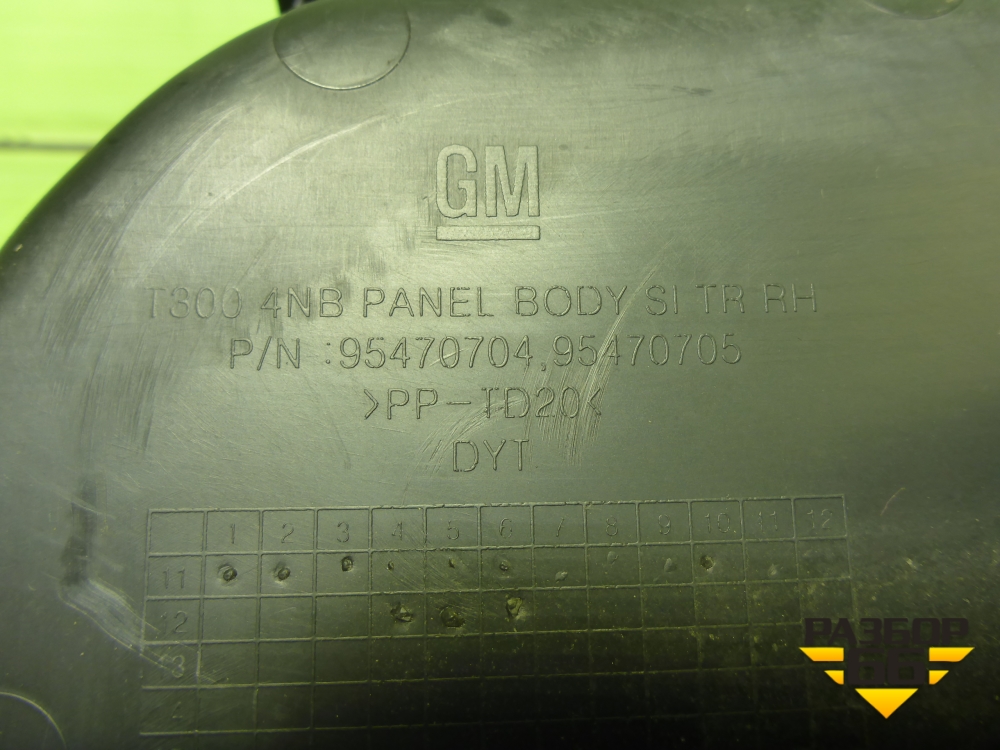 GM
T300 4NB PANEL BODY SI TR RH
P/N :95470704,95470705
>PP-TD20<
DYT
1 2 3 4 5 6 7 8 9 10 11 12
11
12
13
РАЗБОР